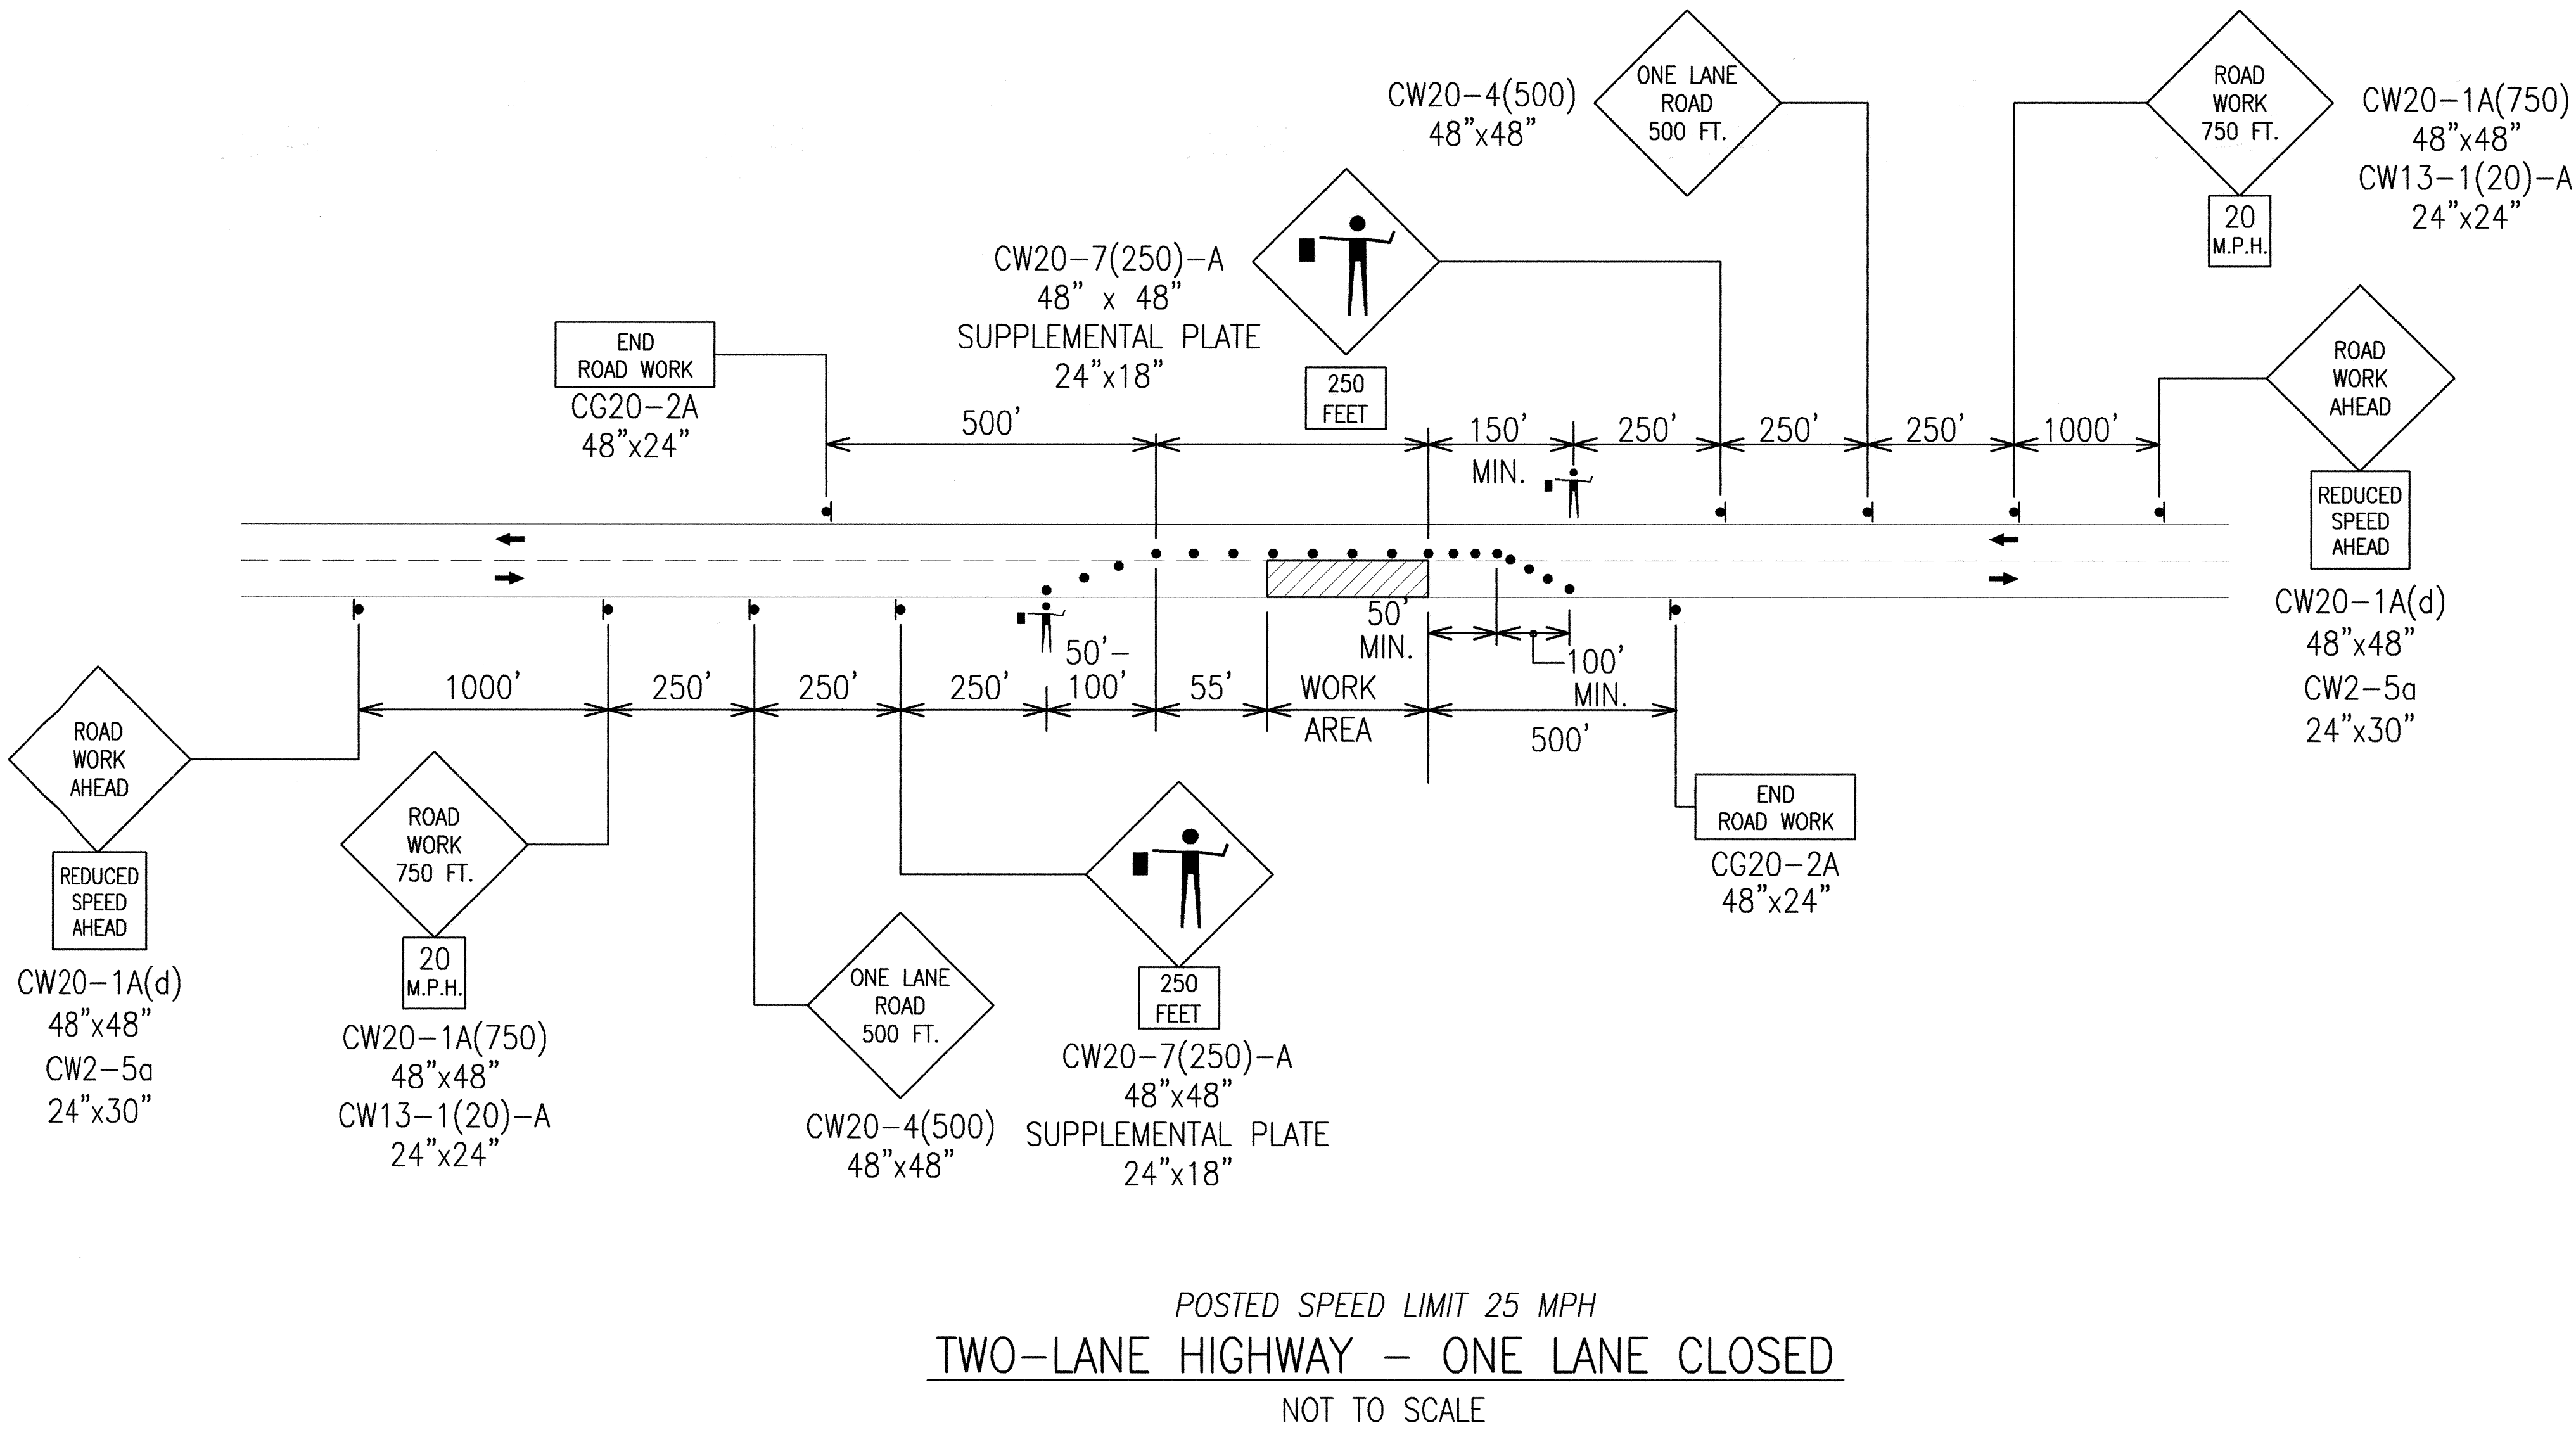 ONE LANE
ROAD
500 FT.
CW20-4(500)
48"x48"
ROAD
WORK
750 FT.
20
M.P.H.
CW20-1A(750)
48"x48"
CW13-1(20)-A
24"x24"
CW20-7(250)-A
48" x 48"
SUPPLEMENTAL PLATE
24"x18"
250
FEET
END
ROAD WORK
CG20-2A
48"x24"
ROAD
WORK
AHEAD
REDUCED
SPEED
AHEAD
CW20-1A(d)
48"x48"
CW2-5a
24"x30"
500'
150'
MIN.
250'
250'
250'
1000'
50'
MIN.
100'
MIN.
1000'
250'
250'
250'
50'-
100'
55'
WORK
AREA
500'
ROAD
WORK
AHEAD
REDUCED
SPEED
AHEAD
CW20-1A(d)
48"x48"
CW2-5a
24"x30"
ROAD
WORK
750 FT.
20
M.P.H.
CW20-1A(750)
48"x48"
CW13-1(20)-A
24"x24"
ONE LANE
ROAD
500 FT.
CW20-4(500)
48"x48"
250
FEET
CW20-7(250)-A
48"x48"
SUPPLEMENTAL PLATE
24"x18"
END
ROAD WORK
CG20-2A
48"x24"
POSTED SPEED LIMIT 25 MPH
TWO-LANE HIGHWAY - ONE LANE CLOSED
NOT TO SCALE